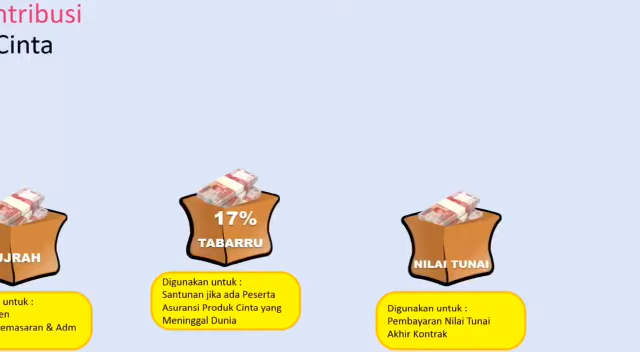 ntribusi
Cinta
17%
TABARRU
JRAH
NILAI TUNAI
Digunakan untuk :
Santunan jika ada Peserta
Asuransi Produk Cinta yang
Meninggal Dunia
untuk :
en
emasaran & Adm
Digunakan untuk :
Pembayaran Nilai Tunai
Akhir Kontrak